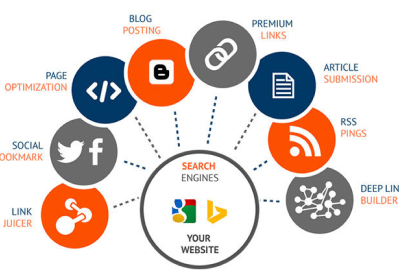 BLOG
POSTING
PREMIUM
LINKS
PAGE
OPTIMIZATION
ARTICLE
SUBMISSION
SOCIAL
OOKMARK
RSS
PINGS
LINK
JUICER
DEEP LIN
BUILDER
SEARCH
ENGINES
YOUR
WEBSITE